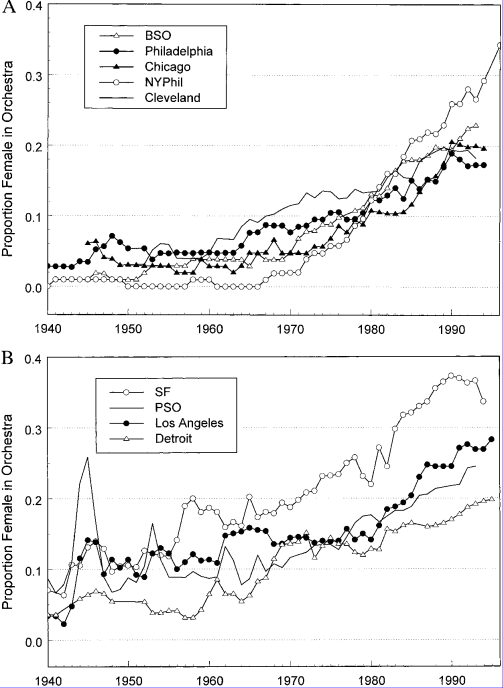 A
Proportion Female in Orchestra
0.4
0.3
0.2
0.1
0.0
BSO
Philadelphia
Chicago
NYPhil
Cleveland
1940 1950 1960 1970 1980 1990
B
Proportion Female in Orchestra
0.4
0.3
0.2
0.1
0.0
SF
PSO
Los Angeles
Detroit
1940 1950 1960 1970 1980 1990